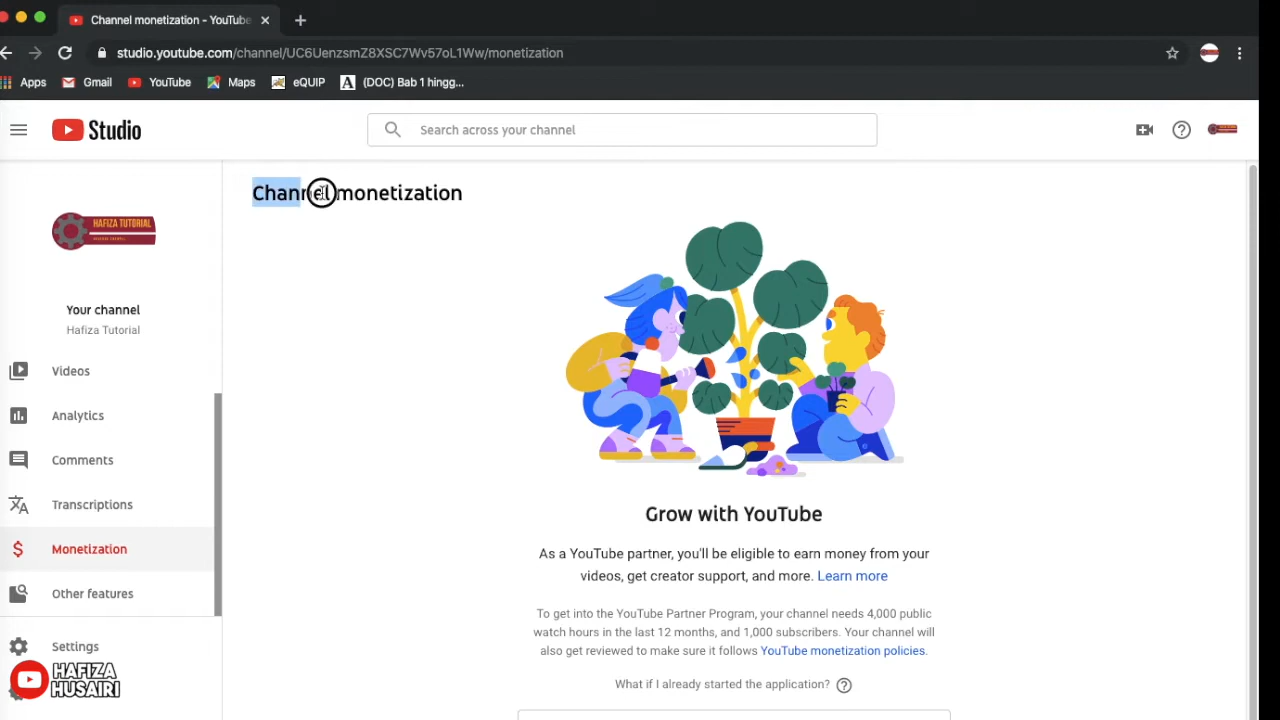 Channel monetization - YouTube
studio.youtube.com/channel/UC6UenzsmZ8XSC7Wv57oL1Ww/monetization
Apps
Gmail
YouTube
Maps
eQUIP
A
(DOC) Bab 1 hingg...
Studio
Search across your channel
HAFIZA TUTORIAL
Your channel
Hafiza Tutorial
Videos
Analytics
Comments
Transcriptions
Monetization
Other features
Settings
HAFIZA
HUSAIRI
Channel monetization
Grow with YouTube
As a YouTube partner, you'll be eligible to earn money from your
videos, get creator support, and more. Learn more
To get into the YouTube Partner Program, your channel needs 4,000 public
watch hours in the last 12 months, and 1,000 subscribers. Your channel will
also get reviewed to make sure it follows YouTube monetization policies.
What if I already started the application?